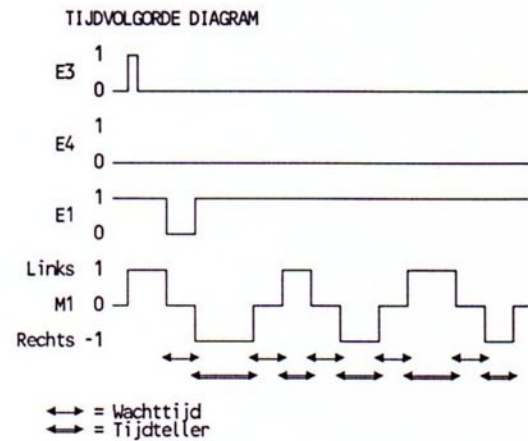 TIJDVOLGORDE DIAGRAM
1
E3
0
1
E4
0
1
E1
0
Links 1
M1 0
Rechts -1
= Wachttijd
= Tijdteller